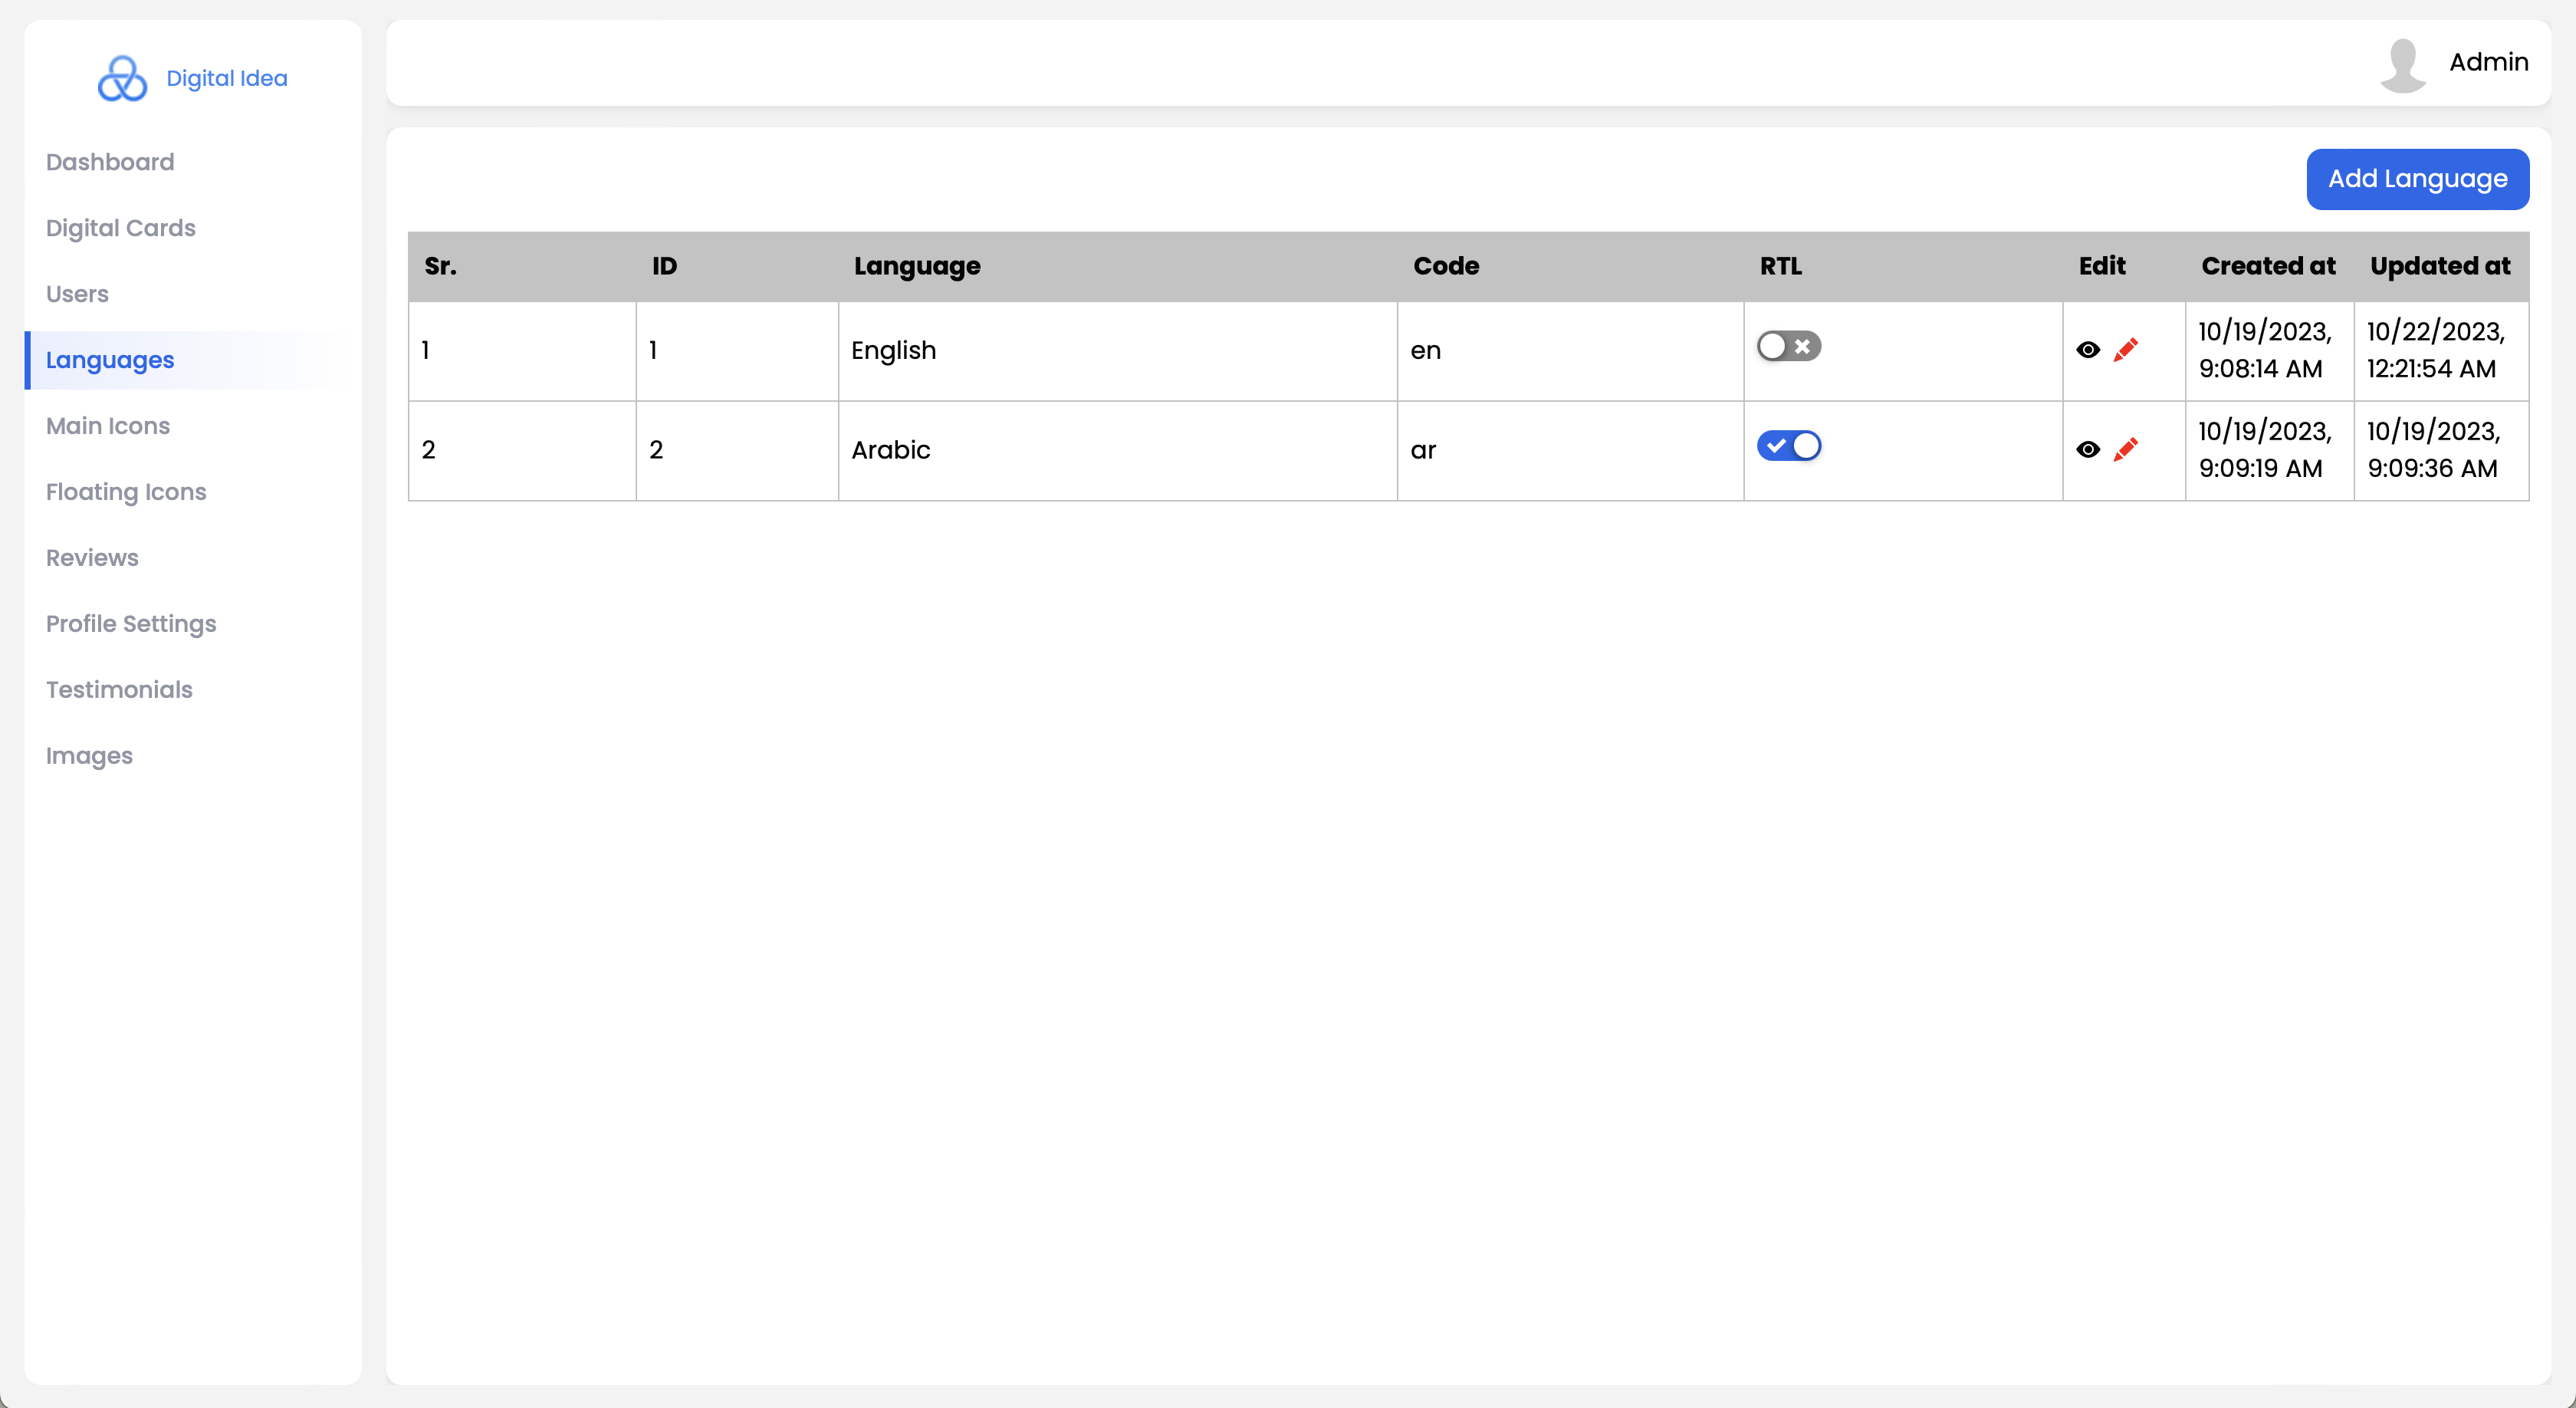 Digital Idea
Admin
Dashboard
Digital Cards
Users
Languages
Main Icons
Floating Icons
Reviews
Profile Settings
Testimonials
Images
Add Language
Sr. ID Language Code RTL Edit Created at Updated at
1 1 English en 10/19/2023, 9:08:14 AM 10/22/2023, 12:21:54 AM
2 2 Arabic ar 10/19/2023, 9:09:19 AM 10/19/2023, 9:09:36 AM